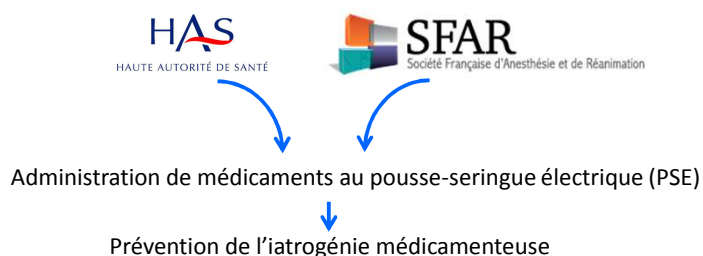 HAS
HAUTE AUTORITÉ DE SANTÉ
SFAR
Société Française d'Anesthésie et de Réanimation
Administration de médicaments au pousse-seringue électrique (PSE)
Prévention de l’iatrogénie médicamenteuse